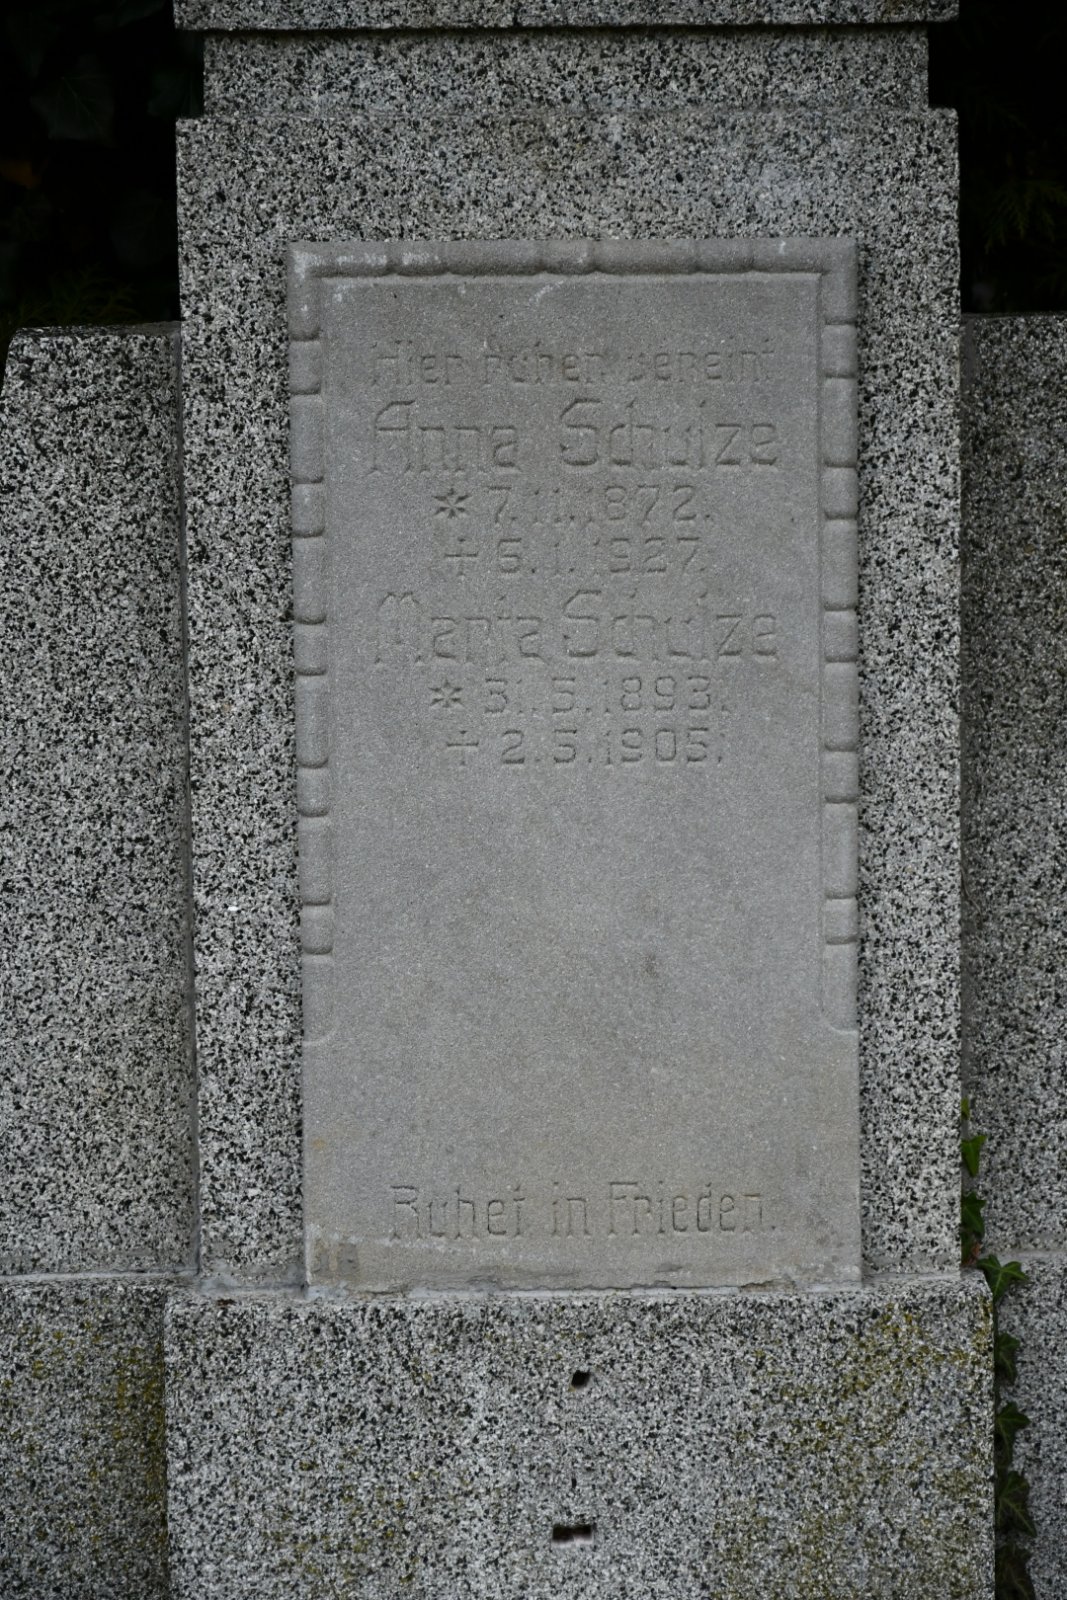 Hier ruhen vereint
Anna Schulze
* 7.11.1872.
+ 6.1.1927.
Maria Schulze
* 31.5.1893.
+ 2.5.1905.
Ruhet in Frieden.